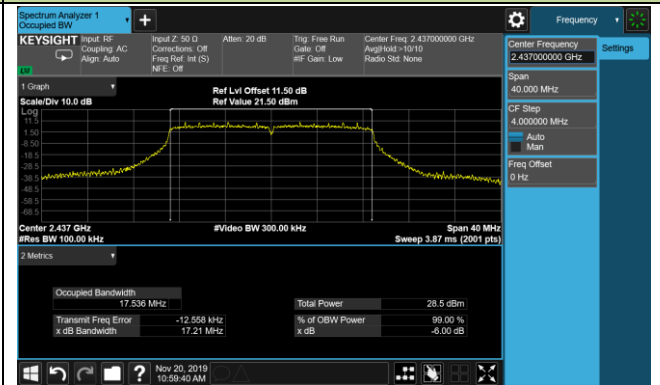 Spectrum Analyzer 1
Occupied BW
Frequency
KEYSIGHT
Input: RF
Coupling: AC
Align: Auto
Input Z: 50 Ω
Corrections: Off
Freq Ref: Int (S)
NFE: Off
Atten: 20 dB
Trig: Free Run
Gate: Off
#IF Gain: Low
Center Freq: 2.437000000 GHz
Avg|Hold:>10/10
Radio Std: None
Center Frequency
2.437000000 GHz
Settings
Span
40.000 MHz
CF Step
4.000000 MHz
Auto
Man
Freq Offset
0 Hz
1 Graph
Scale/Div 10.0 dB
Ref Lvl Offset 11.50 dB
Ref Value 21.50 dBm
Log
11.5
1.50
-8.50
-18.5
-28.5
-38.5
-48.5
-58.5
-68.5
Center 2.437 GHz
#Res BW 100.00 kHz
#Video BW 300.00 kHz
Span 40 MHz
Sweep 3.87 ms (2001 pts)
2 Metrics
Occupied Bandwidth
17.536 MHz
Total Power 28.5 dBm
Transmit Freq Error -12.558 kHz
% of OBW Power 99.00 %
x dB Bandwidth 17.21 MHz
x dB -6.00 dB
Nov 20, 2019
10:59:40 AM